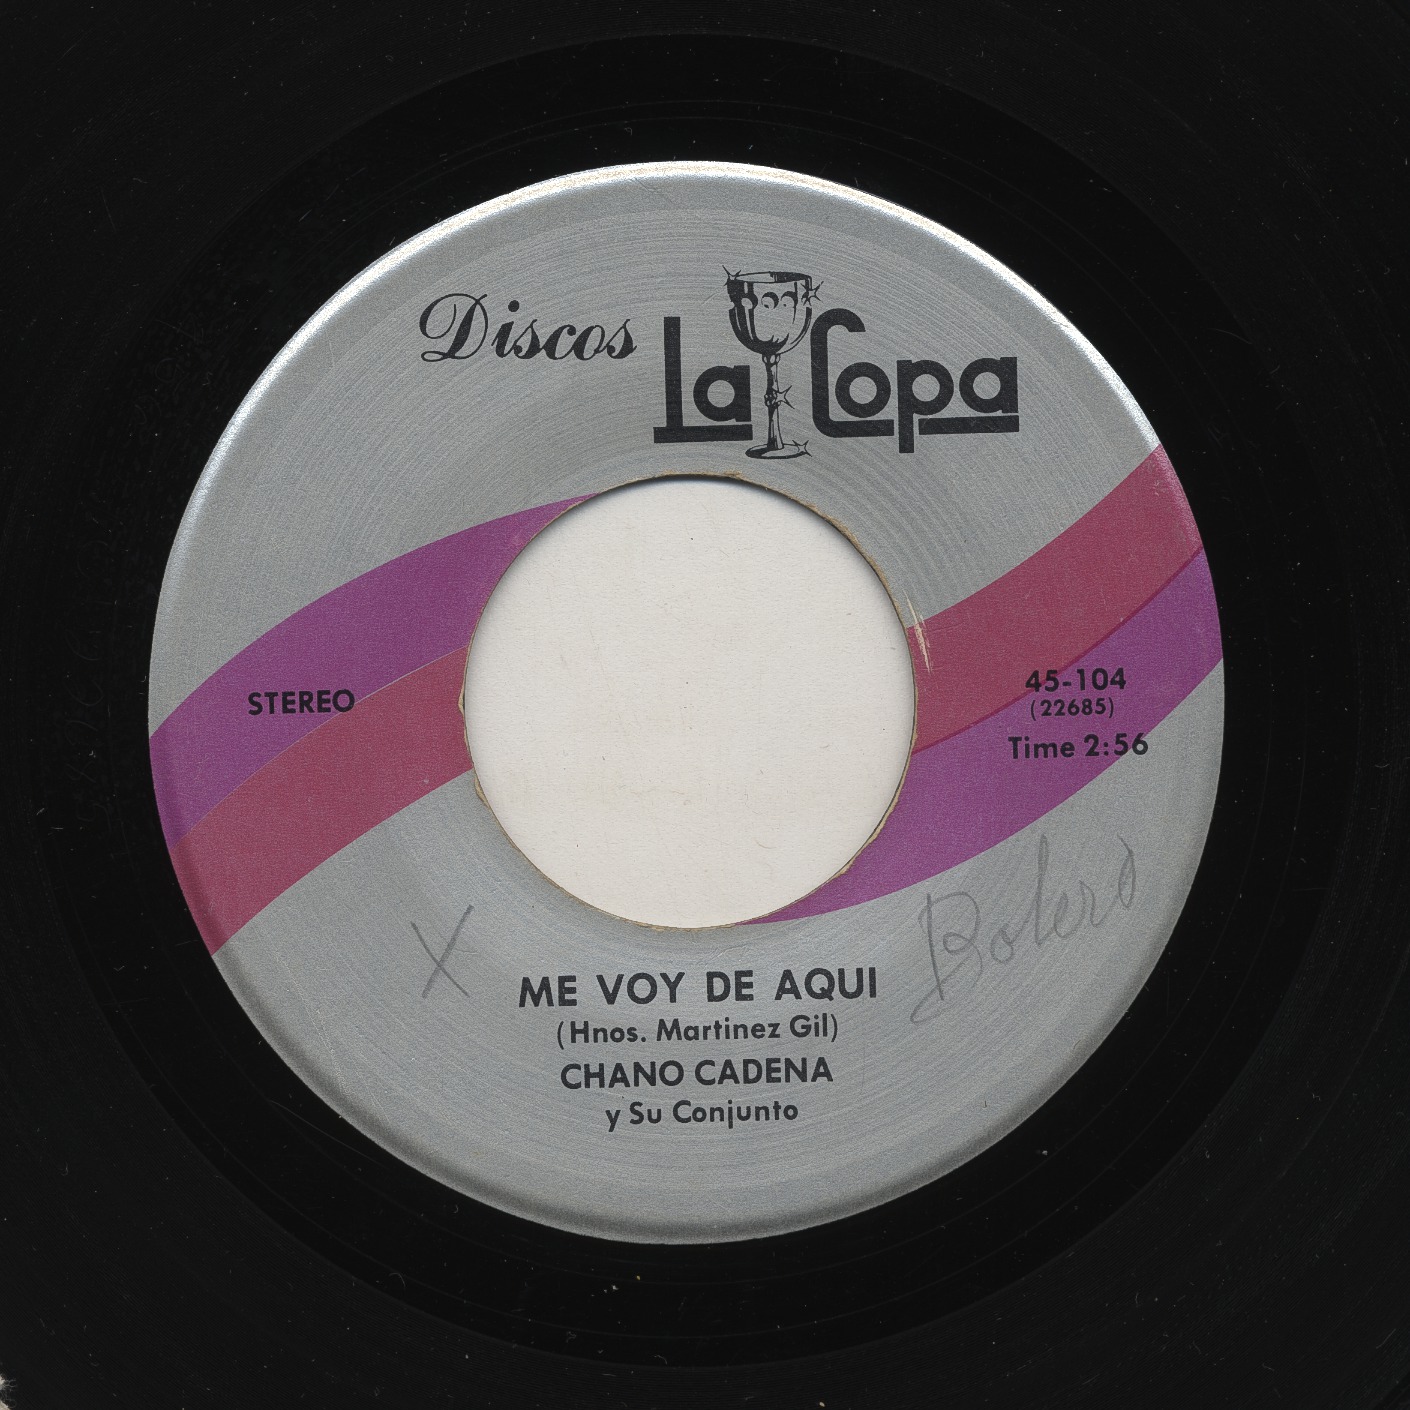 Discos La Copa
STEREO
45-104
(22685)
Time 2:56
X
Bolero
ME VOY DE AQUI
(Hnos. Martinez Gil)
CHANO CADENA
y Su Conjunto